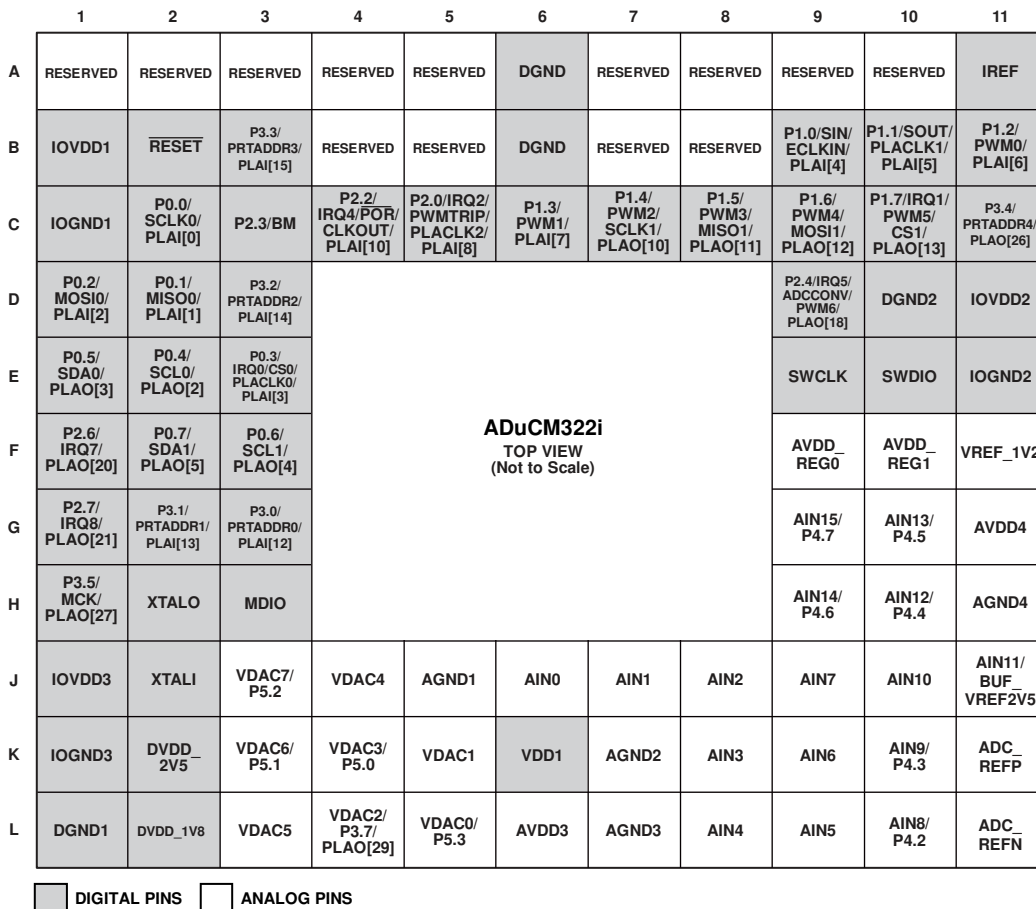 1 2 3 4 5 6 7 8 9 10 11
A RESERVED RESERVED RESERVED RESERVED RESERVED DGND RESERVED RESERVED RESERVED RESERVED IREF
B IOVDD1 RESET P3.3/ PRTADDR3/ PLAI[15] RESERVED RESERVED DGND RESERVED RESERVED P1.0/SIN/ ECLKIN/ PLAI[4] P1.1/SOUT/ PLACLK1/ PLAI[5] P1.2/ PWM0/ PLAI[6]
C IOGND1 P0.0/ SCLK0/ PLAI[0] P2.3/BM P2.2/ IRQ4/POR/ CLKOUT/ PLAI[10] P2.0/IRQ2/ PWMTRIP/ PLACLK2/ PLAI[8] P1.3/ PWM1/ PLAI[7] P1.4/ PWM2/ SCLK1/ PLAO[10] P1.5/ PWM3/ MISO1/ PLAO[11] P1.6/ PWM4/ MOSI1/ PLAO[12] P1.7/IRQ1/ PWM5/ CS1/ PLAO[13] P3.4/ PRTADDR4/ PLAO[26]
D P0.2/ MOSI0/ PLAI[2] P0.1/ MISO0/ PLAI[1] P3.2/ PRTADDR2/ PLAI[14] P2.4/IRQ5/ ADCCONV/ PWM6/ PLAO[18] DGND2 IOVDD2
E P0.5/ SDA0/ PLAO[3] P0.4/ SCL0/ PLAO[2] P0.3/ IRQ0/CS0/ PLACLK0/ PLAI[3] SWCLK SWDIO IOGND2
ADuCM322i
TOP VIEW
(Not to Scale)
F P2.6/ IRQ7/ PLAO[20] P0.7/ SDA1/ PLAO[5] P0.6/ SCL1/ PLAO[4] AVDD_ REG0 AVDD_ REG1 VREF_1V2
G P2.7/ IRQ8/ PLAO[21] P3.1/ PRTADDR1/ PLAI[13] P3.0/ PRTADDR0/ PLAI[12] AIN15/ P4.7 AIN13/ P4.5 AVDD4
H P3.5/ MCK/ PLAO[27] XTALO MDIO AIN14/ P4.6 AIN12/ P4.4 AGND4
J IOVDD3 XTALI VDAC7/ P5.2 VDAC4 AGND1 AIN0 AIN1 AIN2 AIN7 AIN10 AIN11/ BUF_ VREF2V5
K IOGND3 DVDD_ 2V5 VDAC6/ P5.1 VDAC3/ P5.0 VDAC1 VDD1 AGND2 AIN3 AIN6 AIN9/ P4.3 ADC_ REFP
L DGND1 DVDD_1V8 VDAC5 VDAC2/ P3.7/ PLAO[29] VDAC0/ P5.3 AVDD3 AGND3 AIN4 AIN5 AIN8/ P4.2 ADC_ REFN
DIGITAL PINS ANALOG PINS